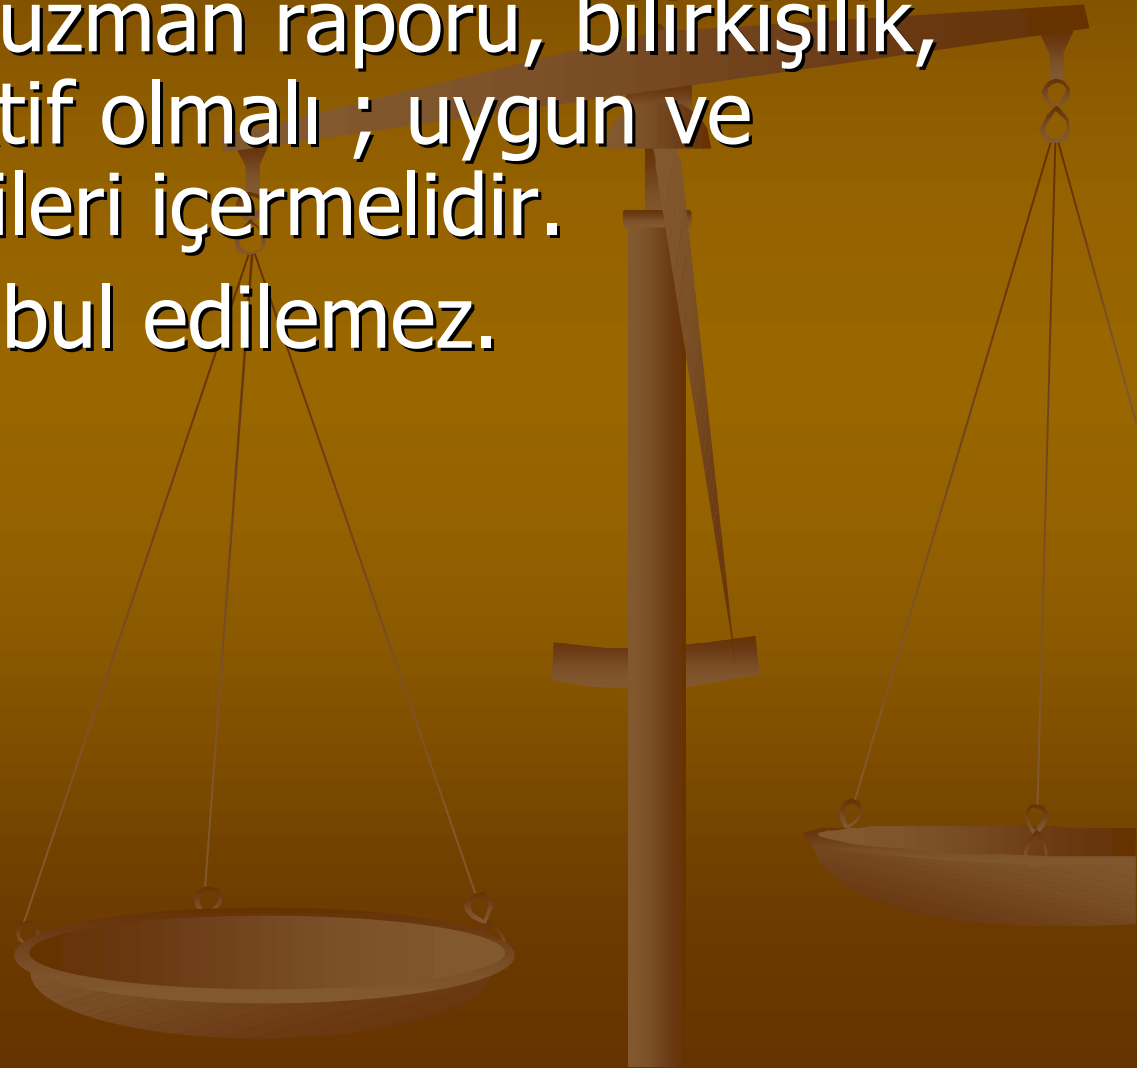 uzman raporu, bilirkişilik,
tif olmalı ; uygun ve
ileri içermelidir.
bul edilemez.